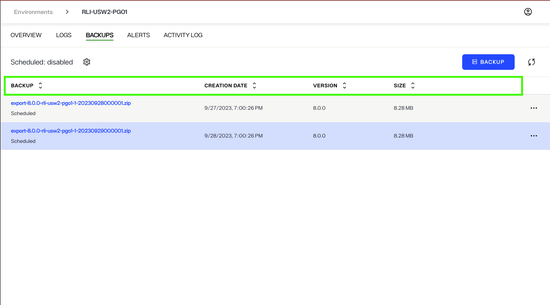 Environments > RLI-USW2-PG01
OVERVIEW LOGS BACKUPS ALERTS ACTIVITY LOG
Scheduled: disabled BACKUP
BACKUP CREATION DATE VERSION SIZE
export-8.0.0-rli-usw2-pgo1-1-20230928000001.zip 9/27/2023, 7:00:26 PM 8.0.0 8.28 MB
Scheduled
export-8.0.0-rli-usw2-pgo1-1-20230929000001.zip 9/28/2023, 7:00:26 PM 8.0.0 8.28 MB
Scheduled